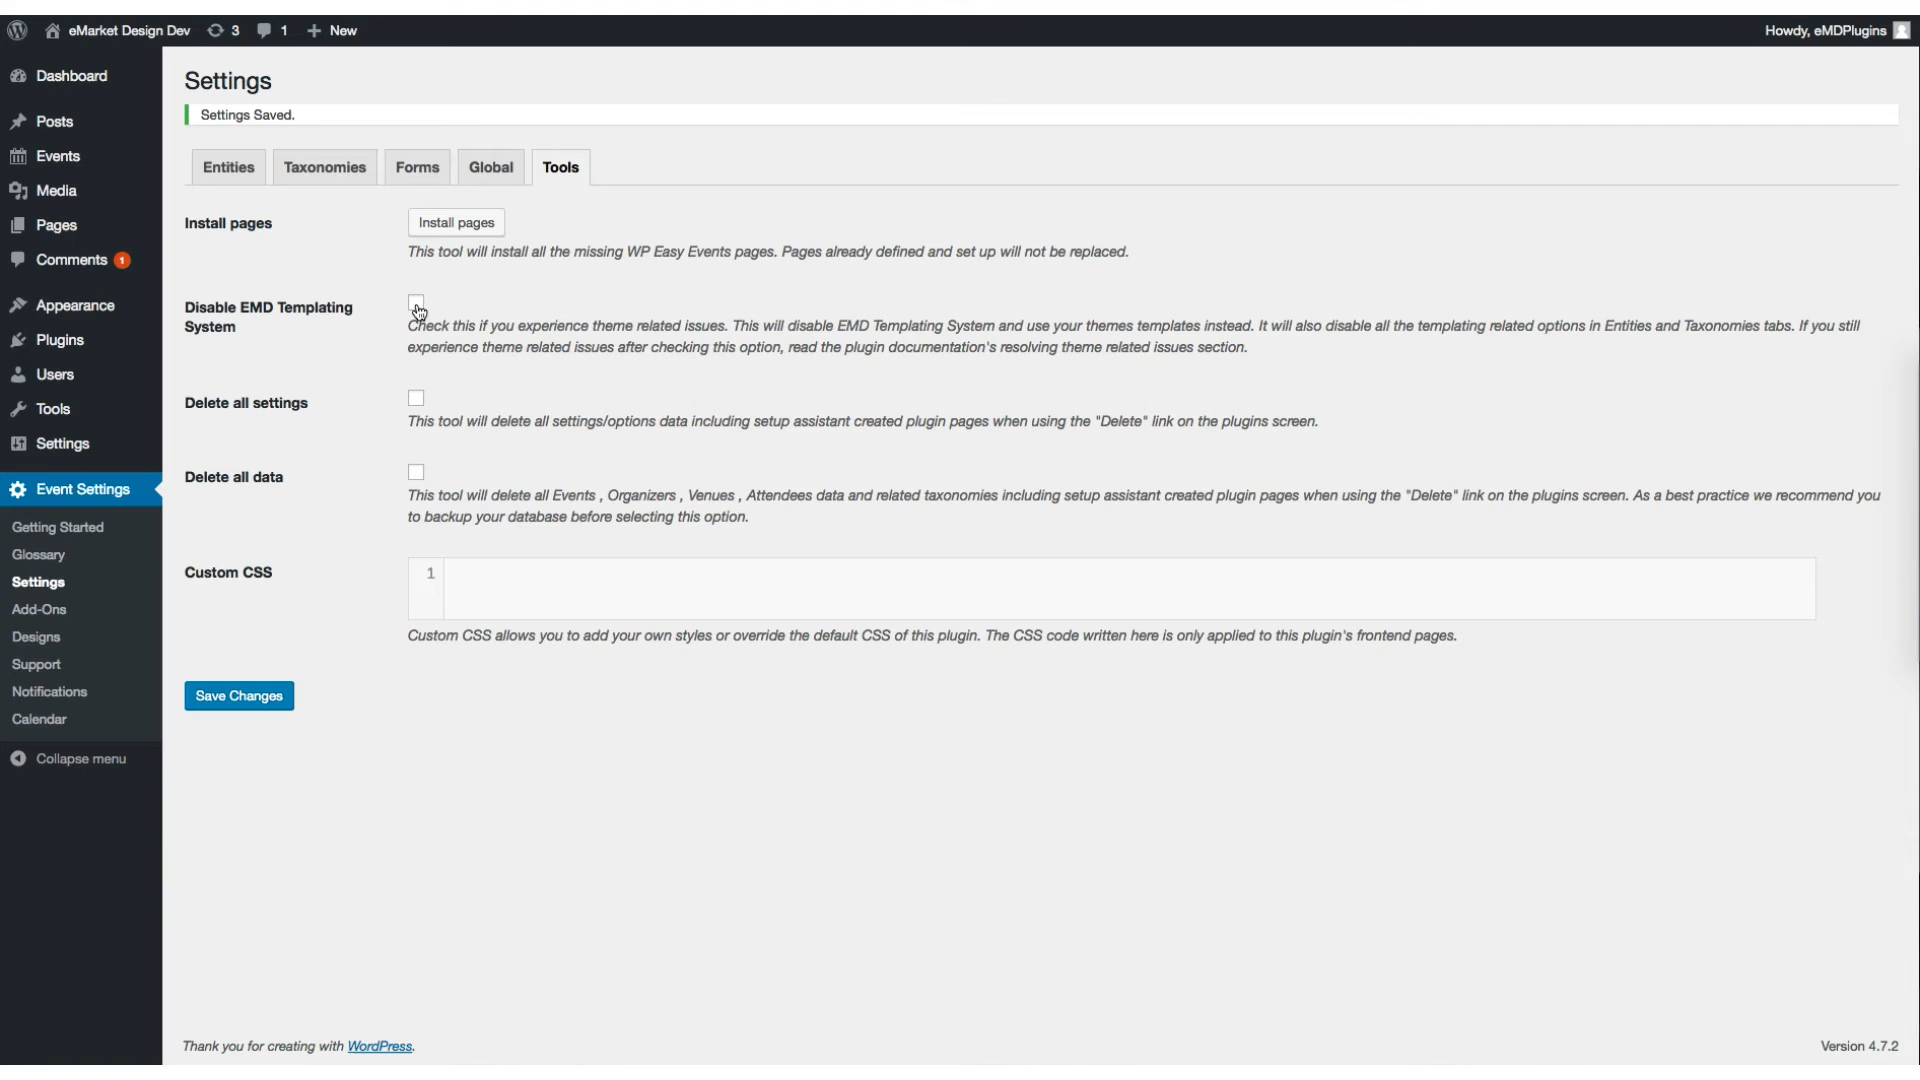 eMarket Design Dev 3 1 New Howdy, eMDPlugins
Dashboard
Posts
Events
Media
Pages
Comments 1
Appearance
Plugins
Users
Tools
Settings
Event Settings
Getting Started
Glossary
Settings
Add-Ons
Designs
Support
Notifications
Calendar
Collapse menu
Settings
Settings Saved.
Entities Taxonomies Forms Global Tools
Install pages Install pages
This tool will install all the missing WP Easy Events pages. Pages already defined and set up will not be replaced.
Disable EMD Templating
System
Check this if you experience theme related issues. This will disable EMD Templating System and use your themes templates instead. It will also disable all the templating related options in Entities and Taxonomies tabs. If you still
experience theme related issues after checking this option, read the plugin documentation's resolving theme related issues section.
Delete all settings
This tool will delete all settings/options data including setup assistant created plugin pages when using the "Delete" link on the plugins screen.
Delete all data
This tool will delete all Events , Organizers , Venues , Attendees data and related taxonomies including setup assistant created plugin pages when using the "Delete" link on the plugins screen. As a best practice we recommend you
to backup your database before selecting this option.
Custom CSS 1
Custom CSS allows you to add your own styles or override the default CSS of this plugin. The CSS code written here is only applied to this plugin's frontend pages.
Save Changes
Thank you for creating with WordPress. Version 4.7.2